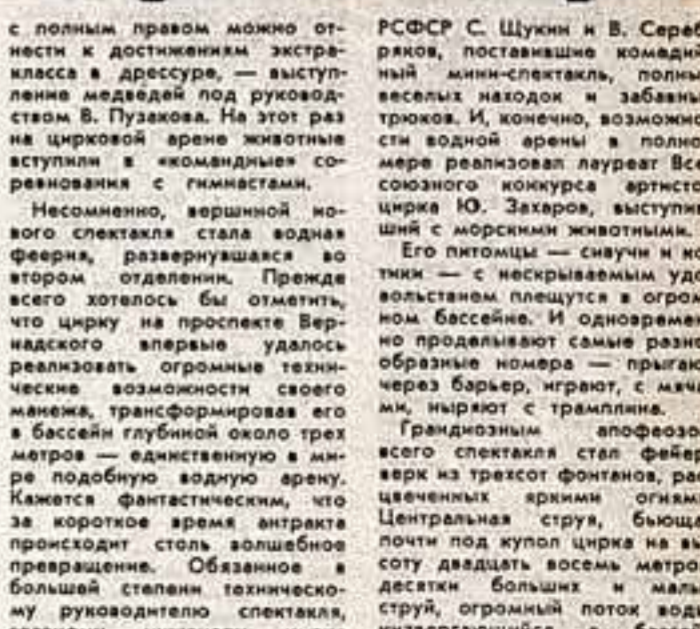 с полным правом можно от-
нести к достижениям экстра-
класса в дрессуре, — выступ-
ление медведей под руковод-
ством В. Пузакова. На этот раз
на цирковой арене животные
вступили в «командные» со-
ревнования с гимнастами.
Несомненно, вершиной но-
вого спектакля стала водная
феерия, развернувшаяся во
втором отделении. Прежде
всего хотелось бы отметить,
что цирку на проспекте Вер-
надского впервые удалось
реализовать огромные техни-
ческие возможности своего
манежа, трансформировав его
в бассейн глубиной около трех
метров — единственную в ми-
ре подобную водную арену.
Кажется фантастическим, что
за короткое время антракта
происходит столь волшебное
превращение. Обязанное в
большей степени техническо-
му руководителю спектакля,
РСФСР С. Щукин и В. Сереб
ряков, поставившие комедий
ный мини-спектакль, полны
веселых находок и забавны
трюков. И, конечно, возможно
сти водной арены в полно
мере реализовал лауреат Все
союзного конкурса артисто
цирка Ю. Захаров, выступив
ший с морскими животными.
Его питомцы — сивучи и ко
тики — с нескрываемым удо
вольствием плещутся в огром
ном бассейне. И одновремен
но проделывают самые разно
образные номера — прыгаю
через барьер, играют, с мяча
ми, ныряют с трамплина.
Грандиозным апофеозо
всего спектакля стал фейер
верк из трехсот фонтанов, рас
цвеченных яркими огнями
Центральная струя, бьюща
почти под купол цирка на вы
соту двадцать восемь метро
десятки больших и малы
струй, огромный поток воды